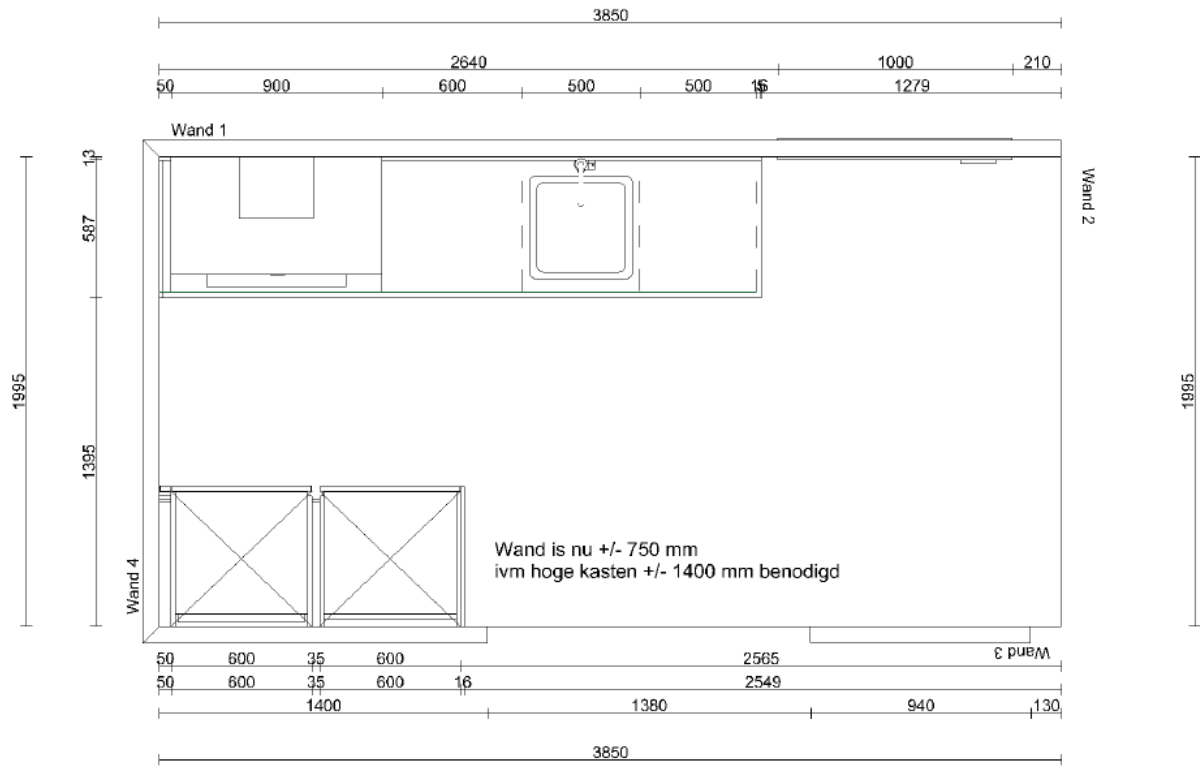 3850
2640 1000 210
50 900 600 500 500 16 1279
Wand 1
13
587
1395
1995
Wand 2
1995
Wand 4
Wand is nu +/- 750 mm
ivm hoge kasten +/- 1400 mm benodigd
Wand 3
50 600 35 600 2565
50 600 35 600 16 2549
1400 1380 940 130
3850